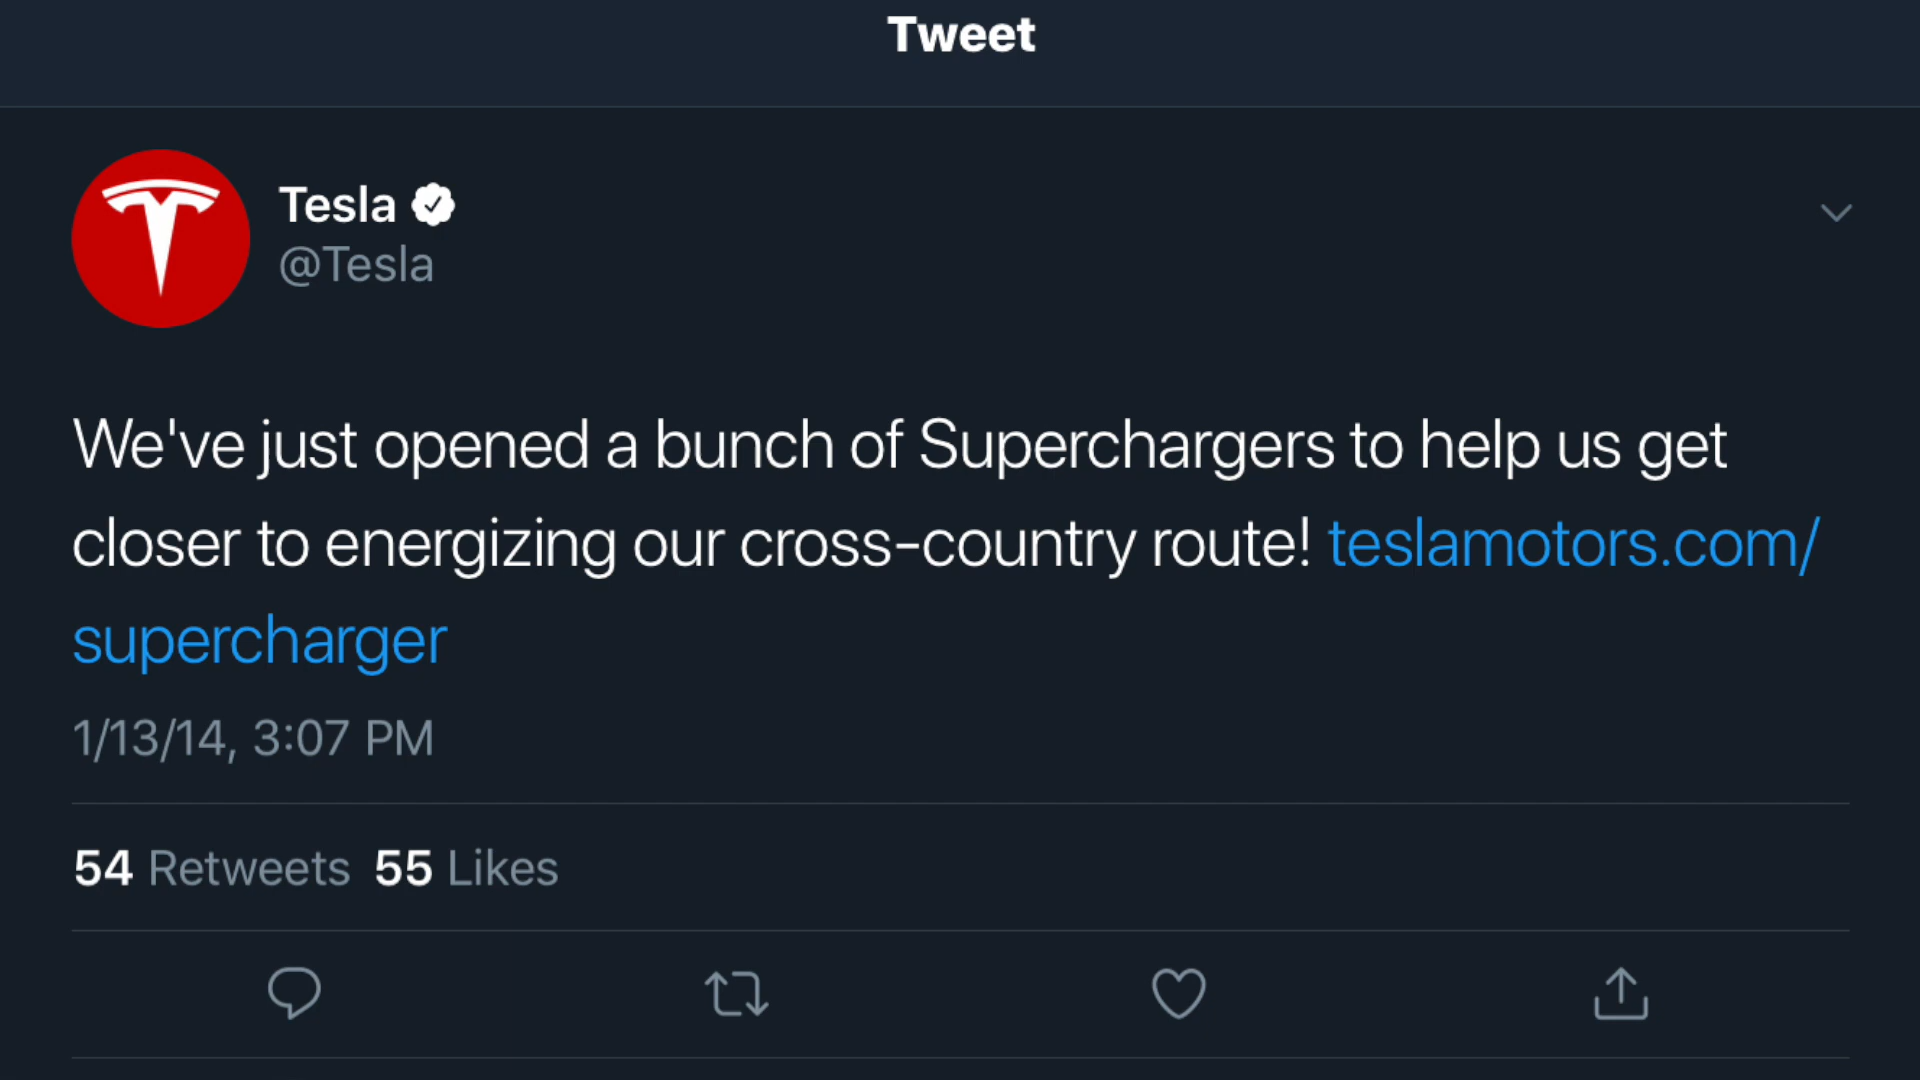 Tweet
Tesla
@Tesla
We've just opened a bunch of Superchargers to help us get
closer to energizing our cross-country route! teslamotors.com/
supercharger
1/13/14, 3:07 PM
54 Retweets 55 Likes